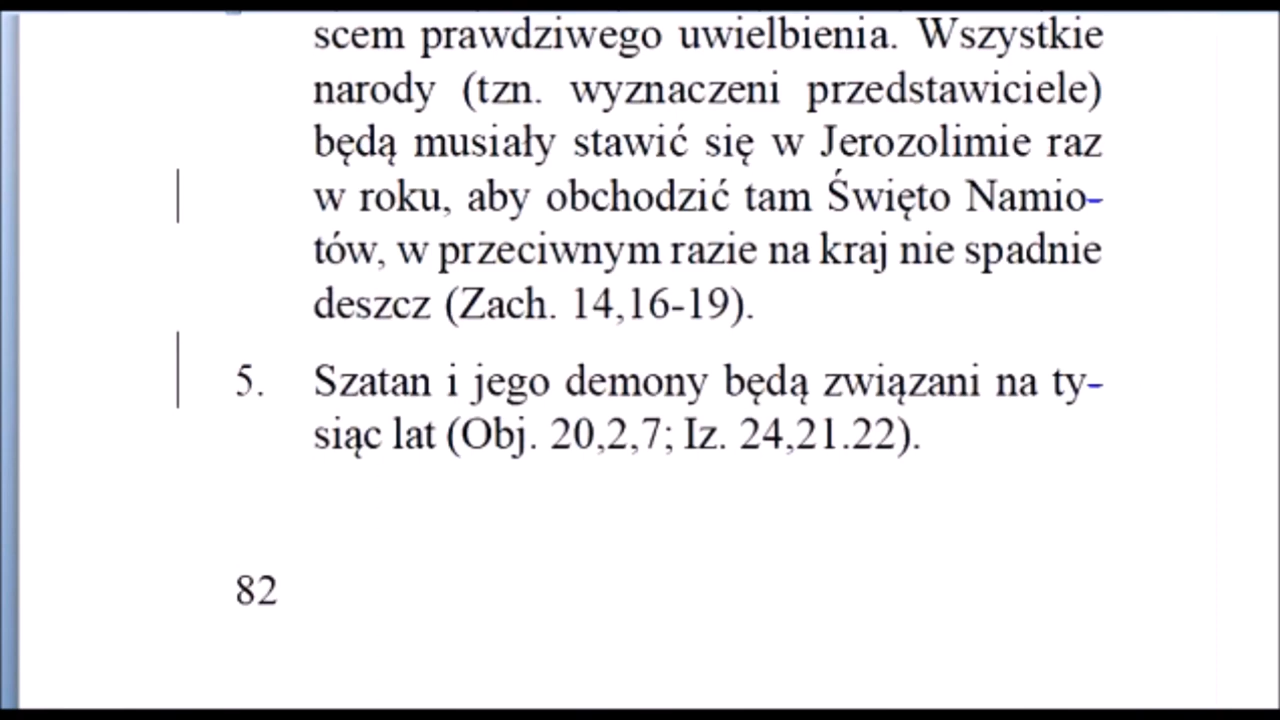 scem prawdziwego uwielbienia. Wszystkie
narody (tzn. wyznaczeni przedstawiciele)
będą musiały stawić się w Jerozolimie raz
w roku, aby obchodzić tam Święto Namio-
tów, w przeciwnym razie na kraj nie spadnie
deszcz (Zach. 14,16-19).
5. Szatan i jego demony będą związani na ty-
siąc lat (Obj. 20,2,7; Iz. 24,21.22).
82